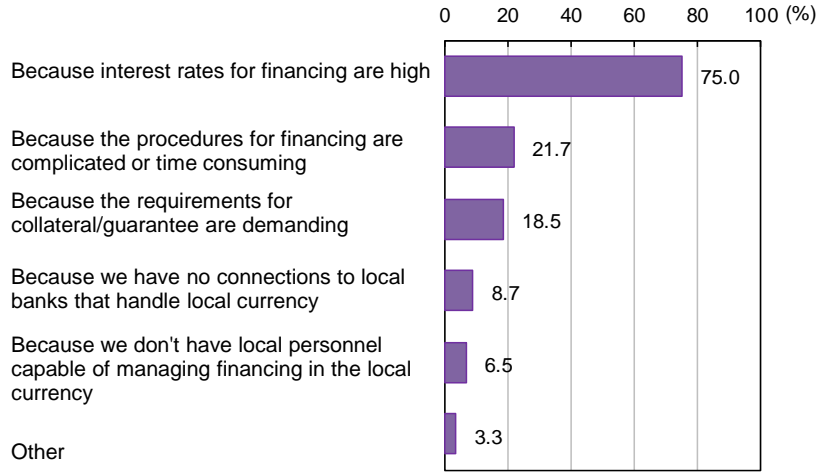 0 20 40 60 80 100 (%)
Because interest rates for financing are high 75.0
Because the procedures for financing are
complicated or time consuming 21.7
Because the requirements for
collateral/guarantee are demanding 18.5
Because we have no connections to local
banks that handle local currency 8.7
Because we don't have local personnel
capable of managing financing in the local 6.5
currency
Other 3.3